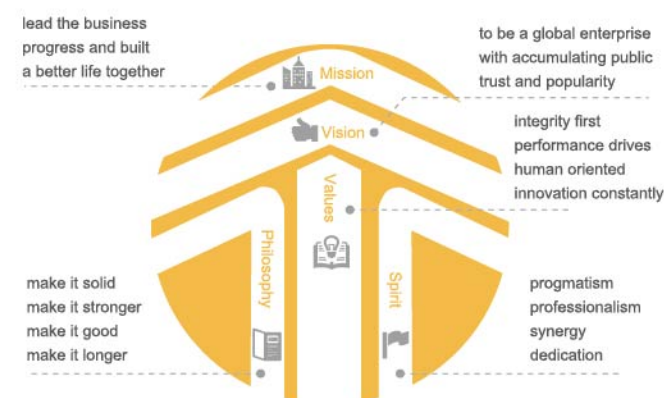 lead the business
progress and built
a better life together
Mission
to be a global enterprise
with accumulating public
trust and popularity
Vision
integrity first
performance drives
human oriented
innovation constantly
Values
Philosophy
make it solid
make it stronger
make it good
make it longer
Spirit
progmatism
professionalism
synergy
dedication